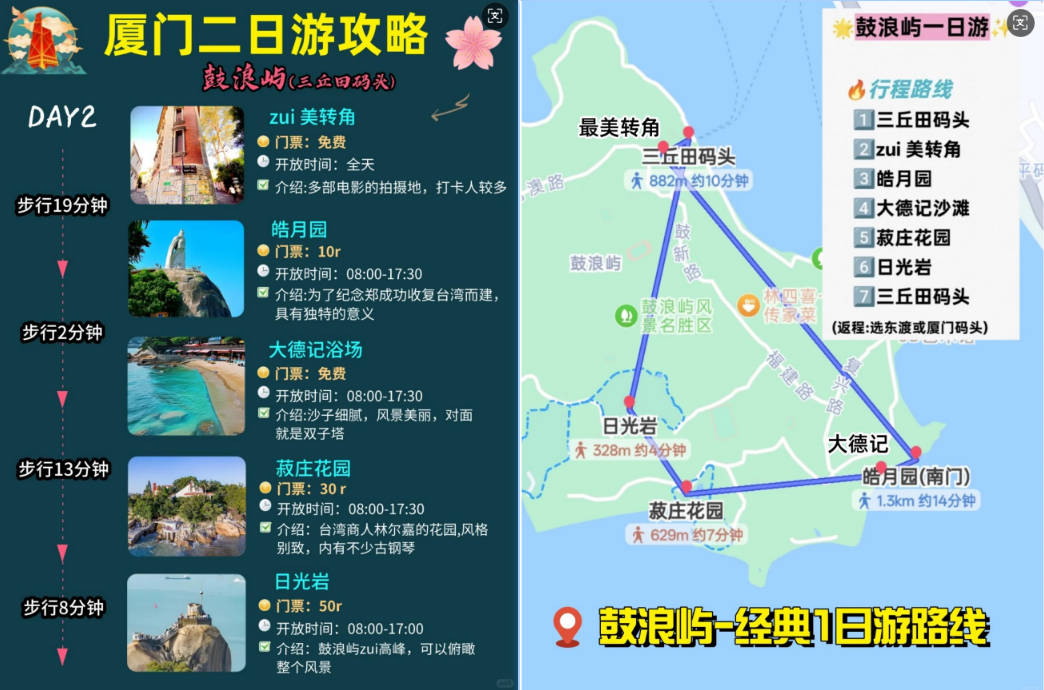 厦门二日游攻略
鼓浪屿(三丘田码头)
DAY2
zui 美转角
门票：免费
开放时间：全天
介绍:多部电影的拍摄地，打卡人较多
步行19分钟
皓月园
门票：10r
开放时间：08:00-17:30
介绍:为了纪念郑成功收复台湾而建，
具有独特的意义
步行2分钟
大德记浴场
门票：免费
开放时间：08:00-17:30
介绍：沙子细腻，风景美丽，对面
就是双子塔
步行13分钟
菽庄花园
门票：30 r
开放时间：08:00-17:30
介绍：台湾商人林尔嘉的花园,风格
别致，内有不少古钢琴
步行8分钟
日光岩
门票：50r
开放时间：08:00-17:00
介绍：鼓浪屿zui高峰，可以俯瞰
整个风景
鼓浪屿一日游
行程路线
1三丘田码头
2zui 美转角
3皓月园
4大德记沙滩
5菽庄花园
6日光岩
7三丘田码头
(返程:选东渡或厦门码头)
最美转角
三丘田码头
882m 约10分钟
鼓新路
鼓浪屿
鼓浪屿风
景名胜区
林四喜·
传家菜
福建路
复兴路
日光岩
328m 约4分钟
大德记
皓月园(南门)
1.3km 约14分钟
菽庄花园
629m 约7分钟
鼓浪屿-经典1日游路线